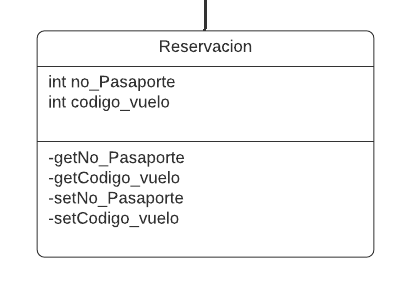 Reservacion
int no_Pasaporte
int codigo_vuelo
-getNo_Pasaporte
-getCodigo_vuelo
-setNo_Pasaporte
-setCodigo_vuelo